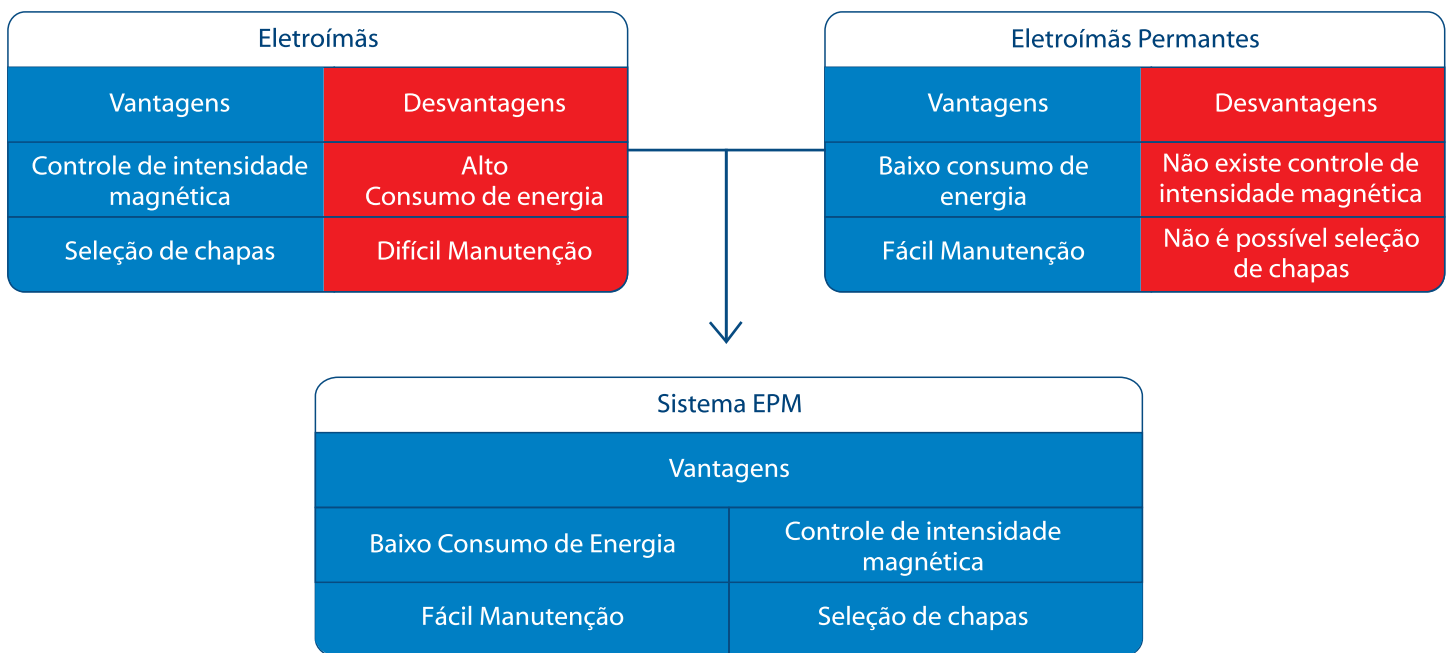 Eletroímãs
Vantagens
Desvantagens
Controle de intensidade
magnética
Alto
Consumo de energia
Seleção de chapas
Difícil Manutenção
Eletroímãs Permantes
Vantagens
Desvantagens
Baixo consumo de
energia
Não existe controle de
intensidade magnética
Fácil Manutenção
Não é possível seleção
de chapas
Sistema EPM
Vantagens
Baixo Consumo de Energia
Controle de intensidade
magnética
Fácil Manutenção
Seleção de chapas